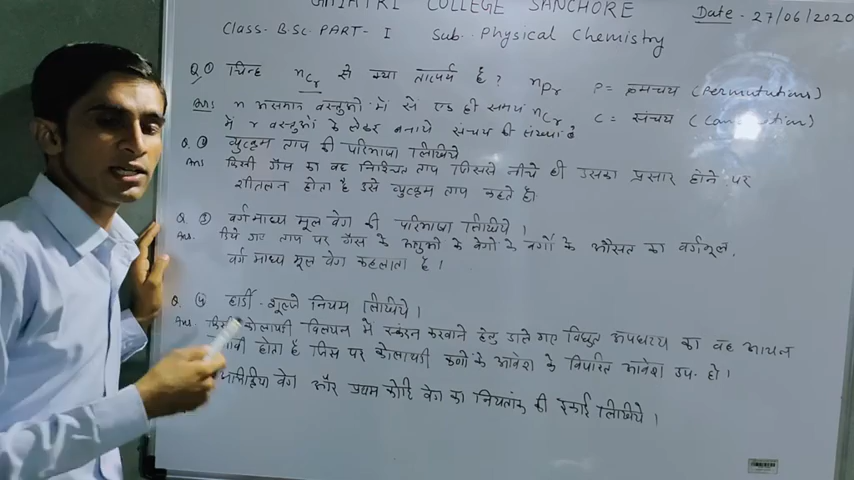 COLLEGE SANCHORE
Date - 27/06/2020
Class - B.SC. PART - I Sub. - Physical Chemistry
Q. ① चिन्ह nCr से क्या तात्पर्य है ? nPr P = क्रमचय (Permutations)
Ans n असमान वस्तुओं में से एक ही समय nCr C = संचय
में r वस्तुओं के लेकर बनाये संचय की संख्या है
Q. ② व्युत्क्रम ताप की परिभाषा लिखिये
Ans किसी गैस का वह निश्चित ताप जिससे नीचे ही उसका प्रसार होने पर
शीतलन होता है उसे व्युत्क्रम ताप कहते है।
Q. ③ वर्ग माध्य मूल वेग की परिभाषा लिखिये।
Ans. दिये गए ताप पर गैस के अणुओं के वेगों के वर्गों के औसत का वर्गमूल,
वर्ग माध्य मूल वेग कहलाता है।
Q. ④ हार्डी - शूल्जे नियम लिखिये।
Ans कोलाइडी विलयन में स्कंदन करवाने हेतु डाले गए विद्युत अपघट्य का वह आयन
होता है जिस पर कोलाइडी कणों के आवेश के विपरित आवेश उप. हो।
वेग और प्रथम कोटि वेग का नियतांक की इकाई लिखिये।